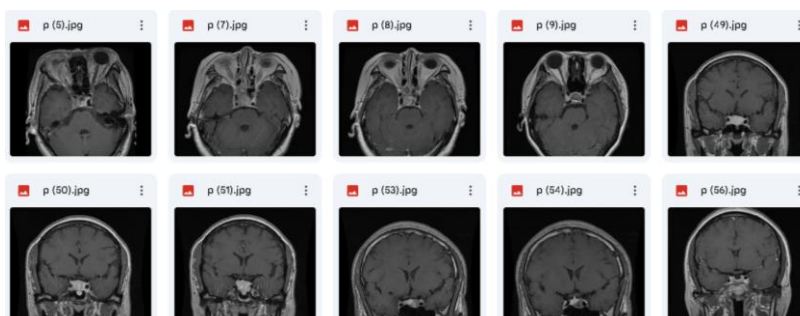 p (5).jpg
p (7).jpg
p (8).jpg
p (9).jpg
p (49).jpg
p (50).jpg
p (51).jpg
p (53).jpg
p (54).jpg
p (56).jpg